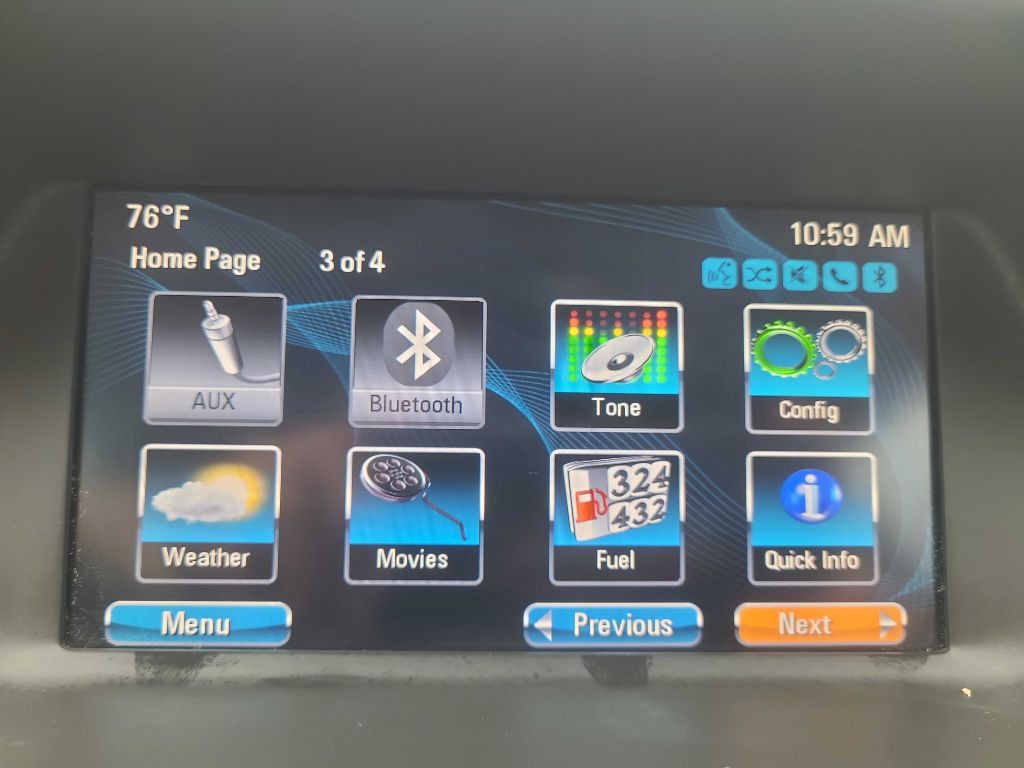 76°F
10:59 AM
Home Page 3 of 4
AUX
Bluetooth
Tone
Config
324
432
Weather
Movies
Fuel
Quick Info
Menu
Previous
Next